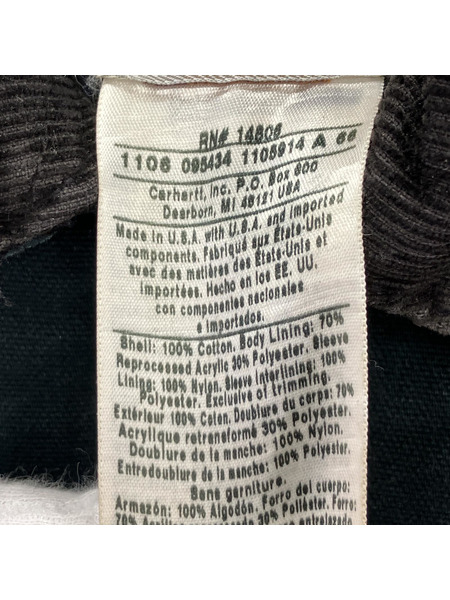 RN# 14806
1106 095434 1105914 A 66
Carhartt, Inc. P.O. Box 600
Dearborn, MI 48121 USA
Made in U.S.A. with U.S.A. and imported
components. Fabriqué aux États-Unis
avec des matières des États-Unis et
importées. Hecho en los EE. UU.
con componentes nacionales
e importados.
Shell: 100% Cotton. Body Lining: 70%
Reprocessed Acrylic 30% Polyester. Sleeve
Lining: 100% Nylon. Sleeve Interlining: 100%
Polyester. Exclusive of trimming.
Extérieur 100% Coton. Doublure du corps: 70%
Acrylique retransformé 30% Polyester.
Doublure de la manche: 100% Nylon.
Entredoublure de la manche: 100% Polyester.
Sans garniture.
Armazón: 100% Algodón. Forro del cuerpo:
70% 30% Poliéster. Forro